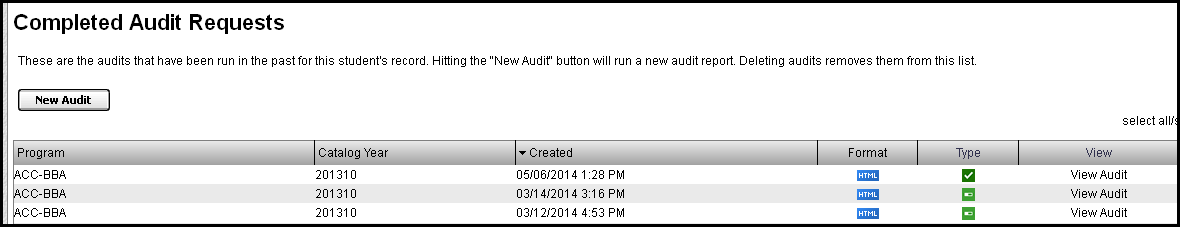 Completed Audit Requests
These are the audits that have been run in the past for this student's record. Hitting the "New Audit" button will run a new audit report. Deleting audits removes them from this list.
New Audit
select all/s
Program Catalog Year Created Format Type View
ACC-BBA 201310 05/06/2014 1:28 PM HTML View Audit
ACC-BBA 201310 03/14/2014 3:16 PM HTML View Audit
ACC-BBA 201310 03/12/2014 4:53 PM HTML View Audit